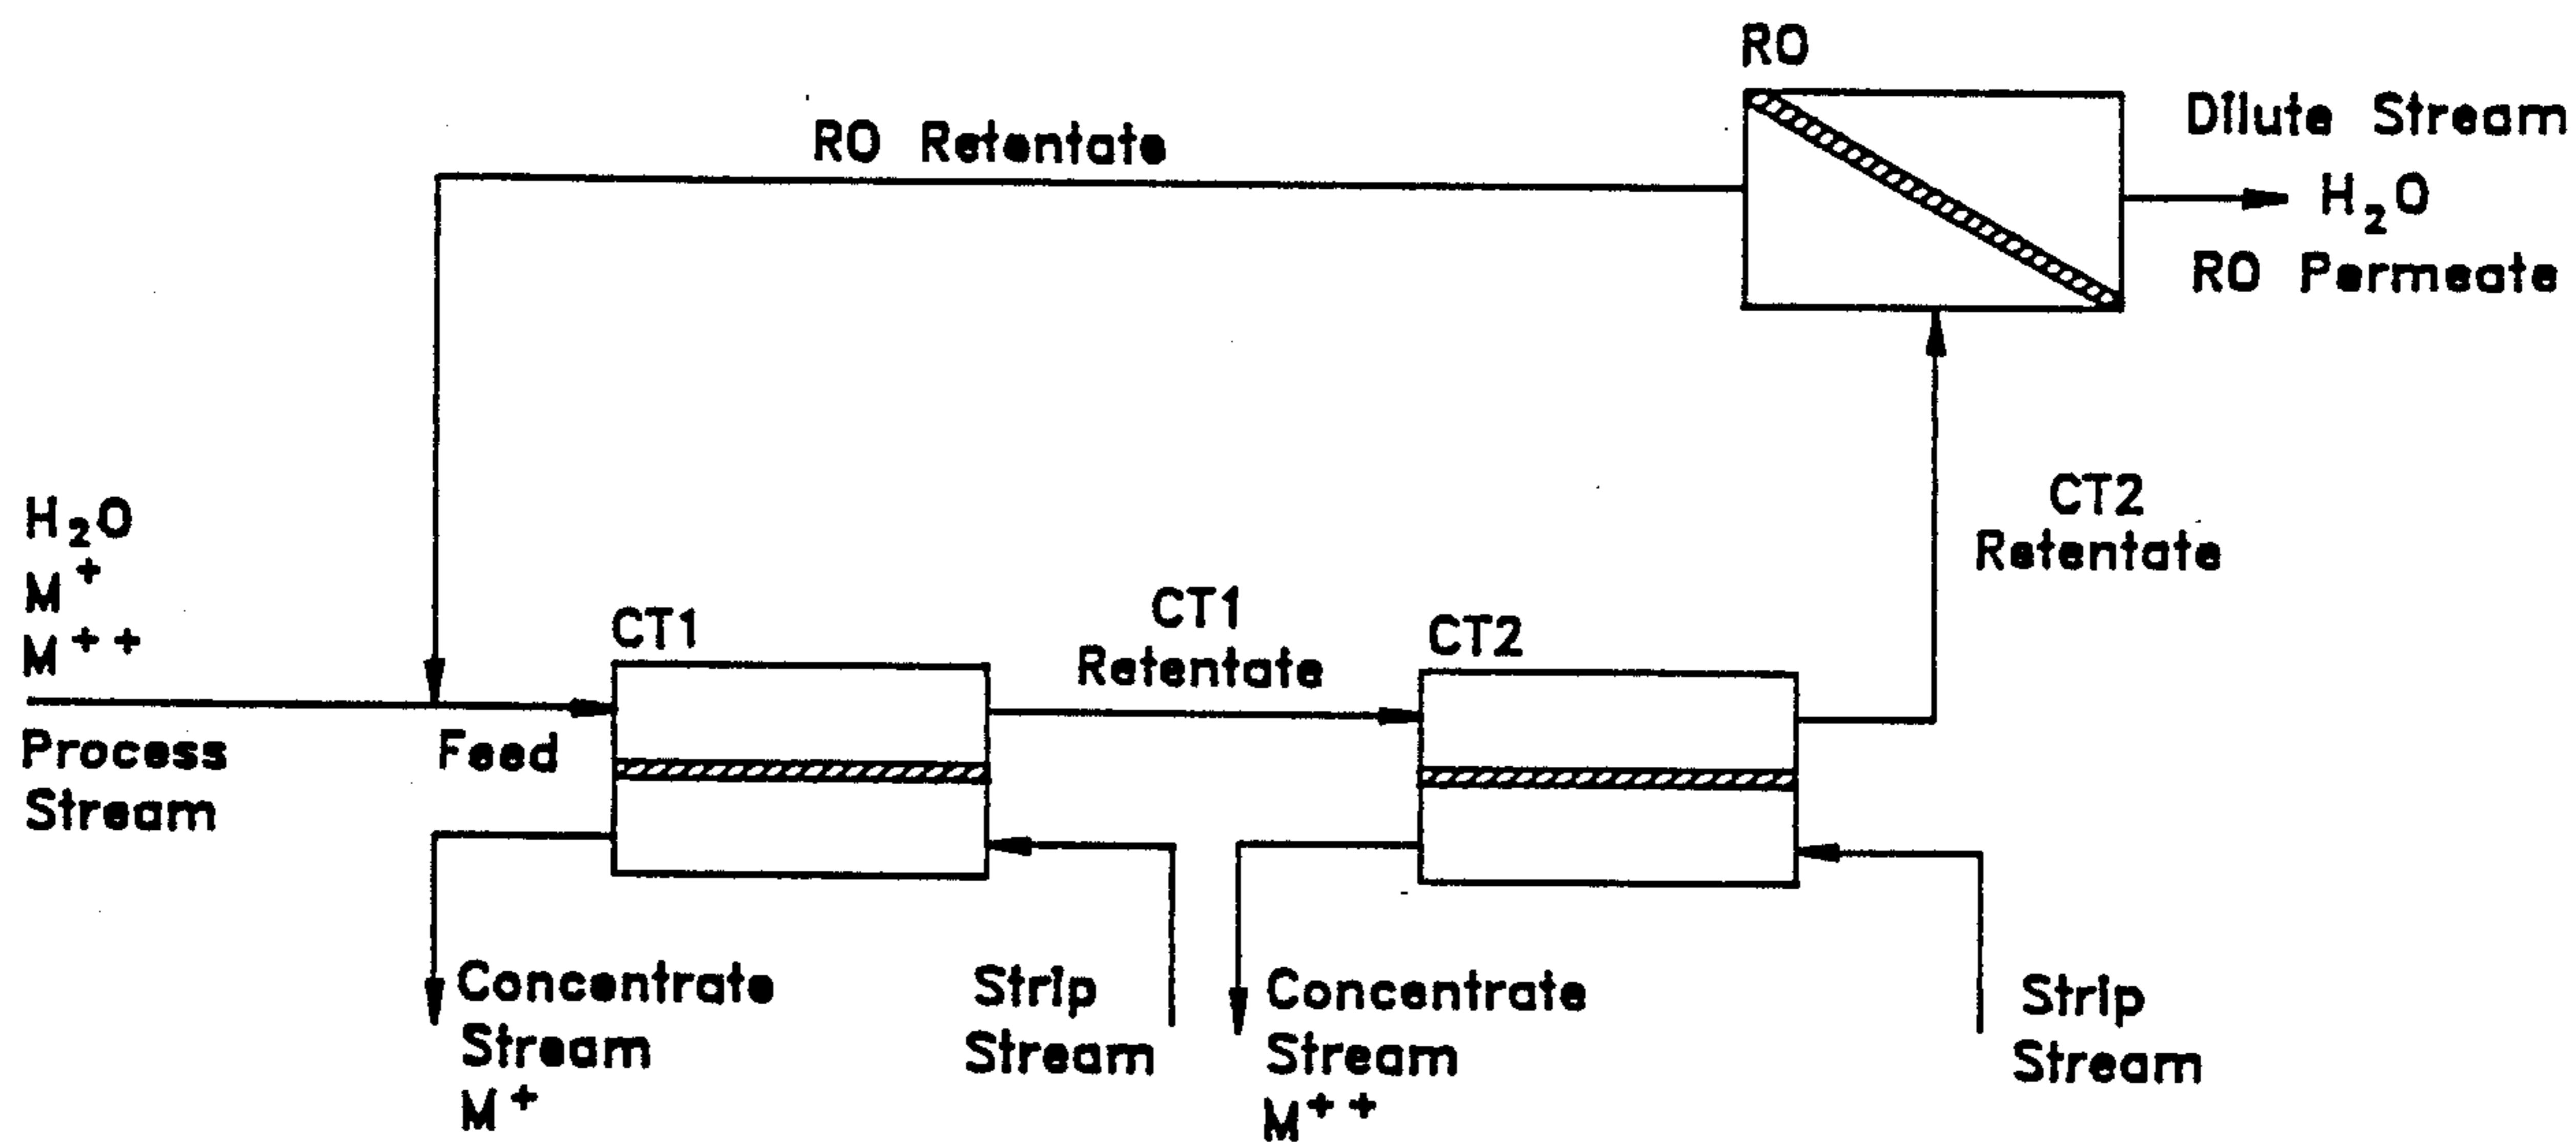 RO
Dilute Stream
H₂O
RO Permeate
RO Retentate
H₂O
M⁺
M⁺⁺
Process
Stream
Feed
CT1
CT1
Retentate
CT2
CT2
Retentate
Concentrate
Stream
M⁺
Strip
Stream
Concentrate
Stream
M⁺⁺
Strip
Stream